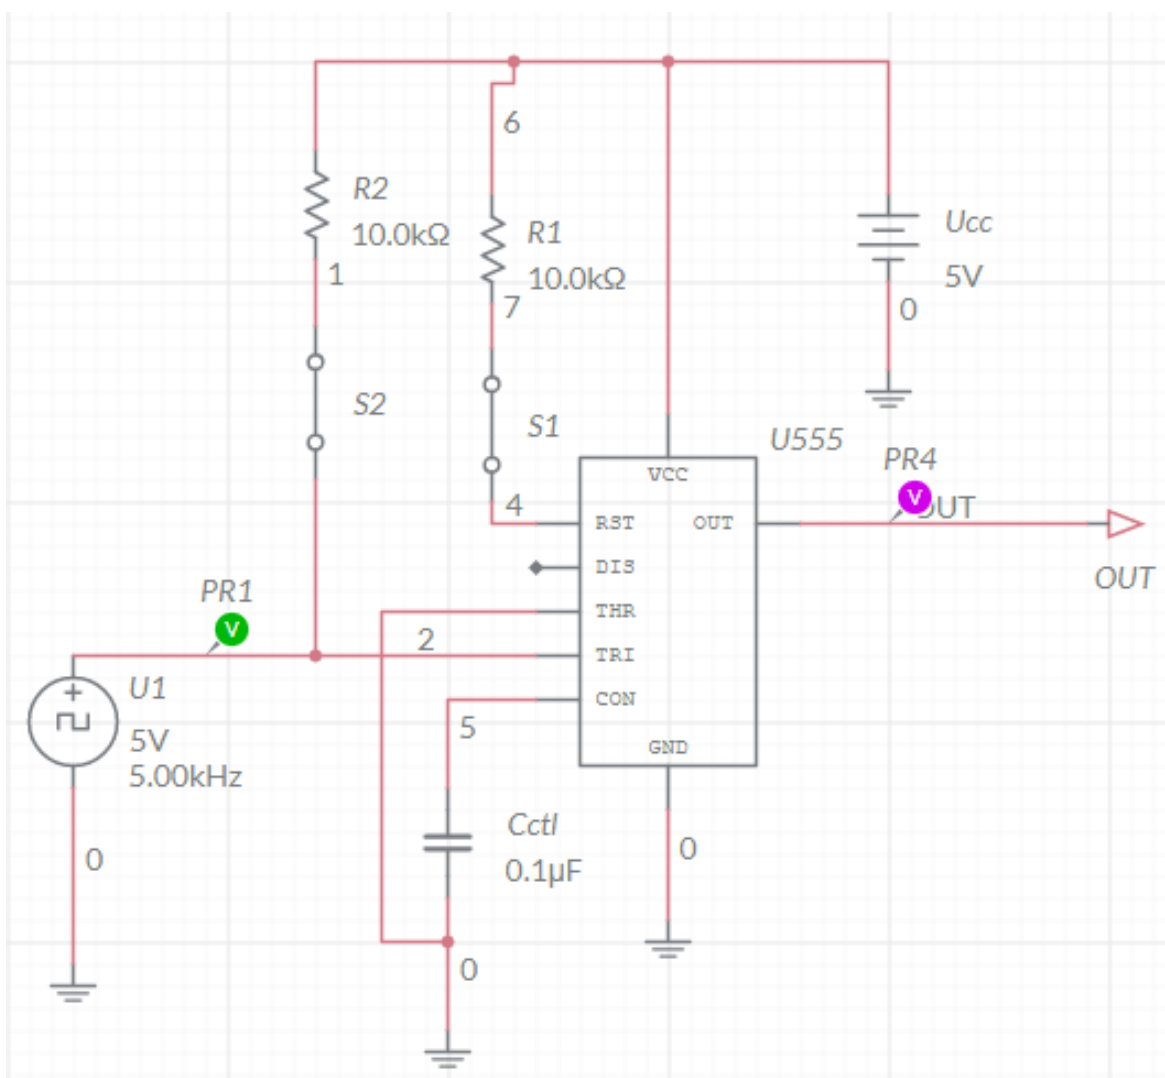 6
R2
10.0kΩ
R1
10.0kΩ
Ucc
5V
1
7
0
S2
S1
U555
VCC
PR4
V
4
RST
OUT
DIS
OUT
PR1
V
THR
2
TRI
U1
5V
5.00kHz
CON
5
GND
Cctl
0.1µF
0
0
0